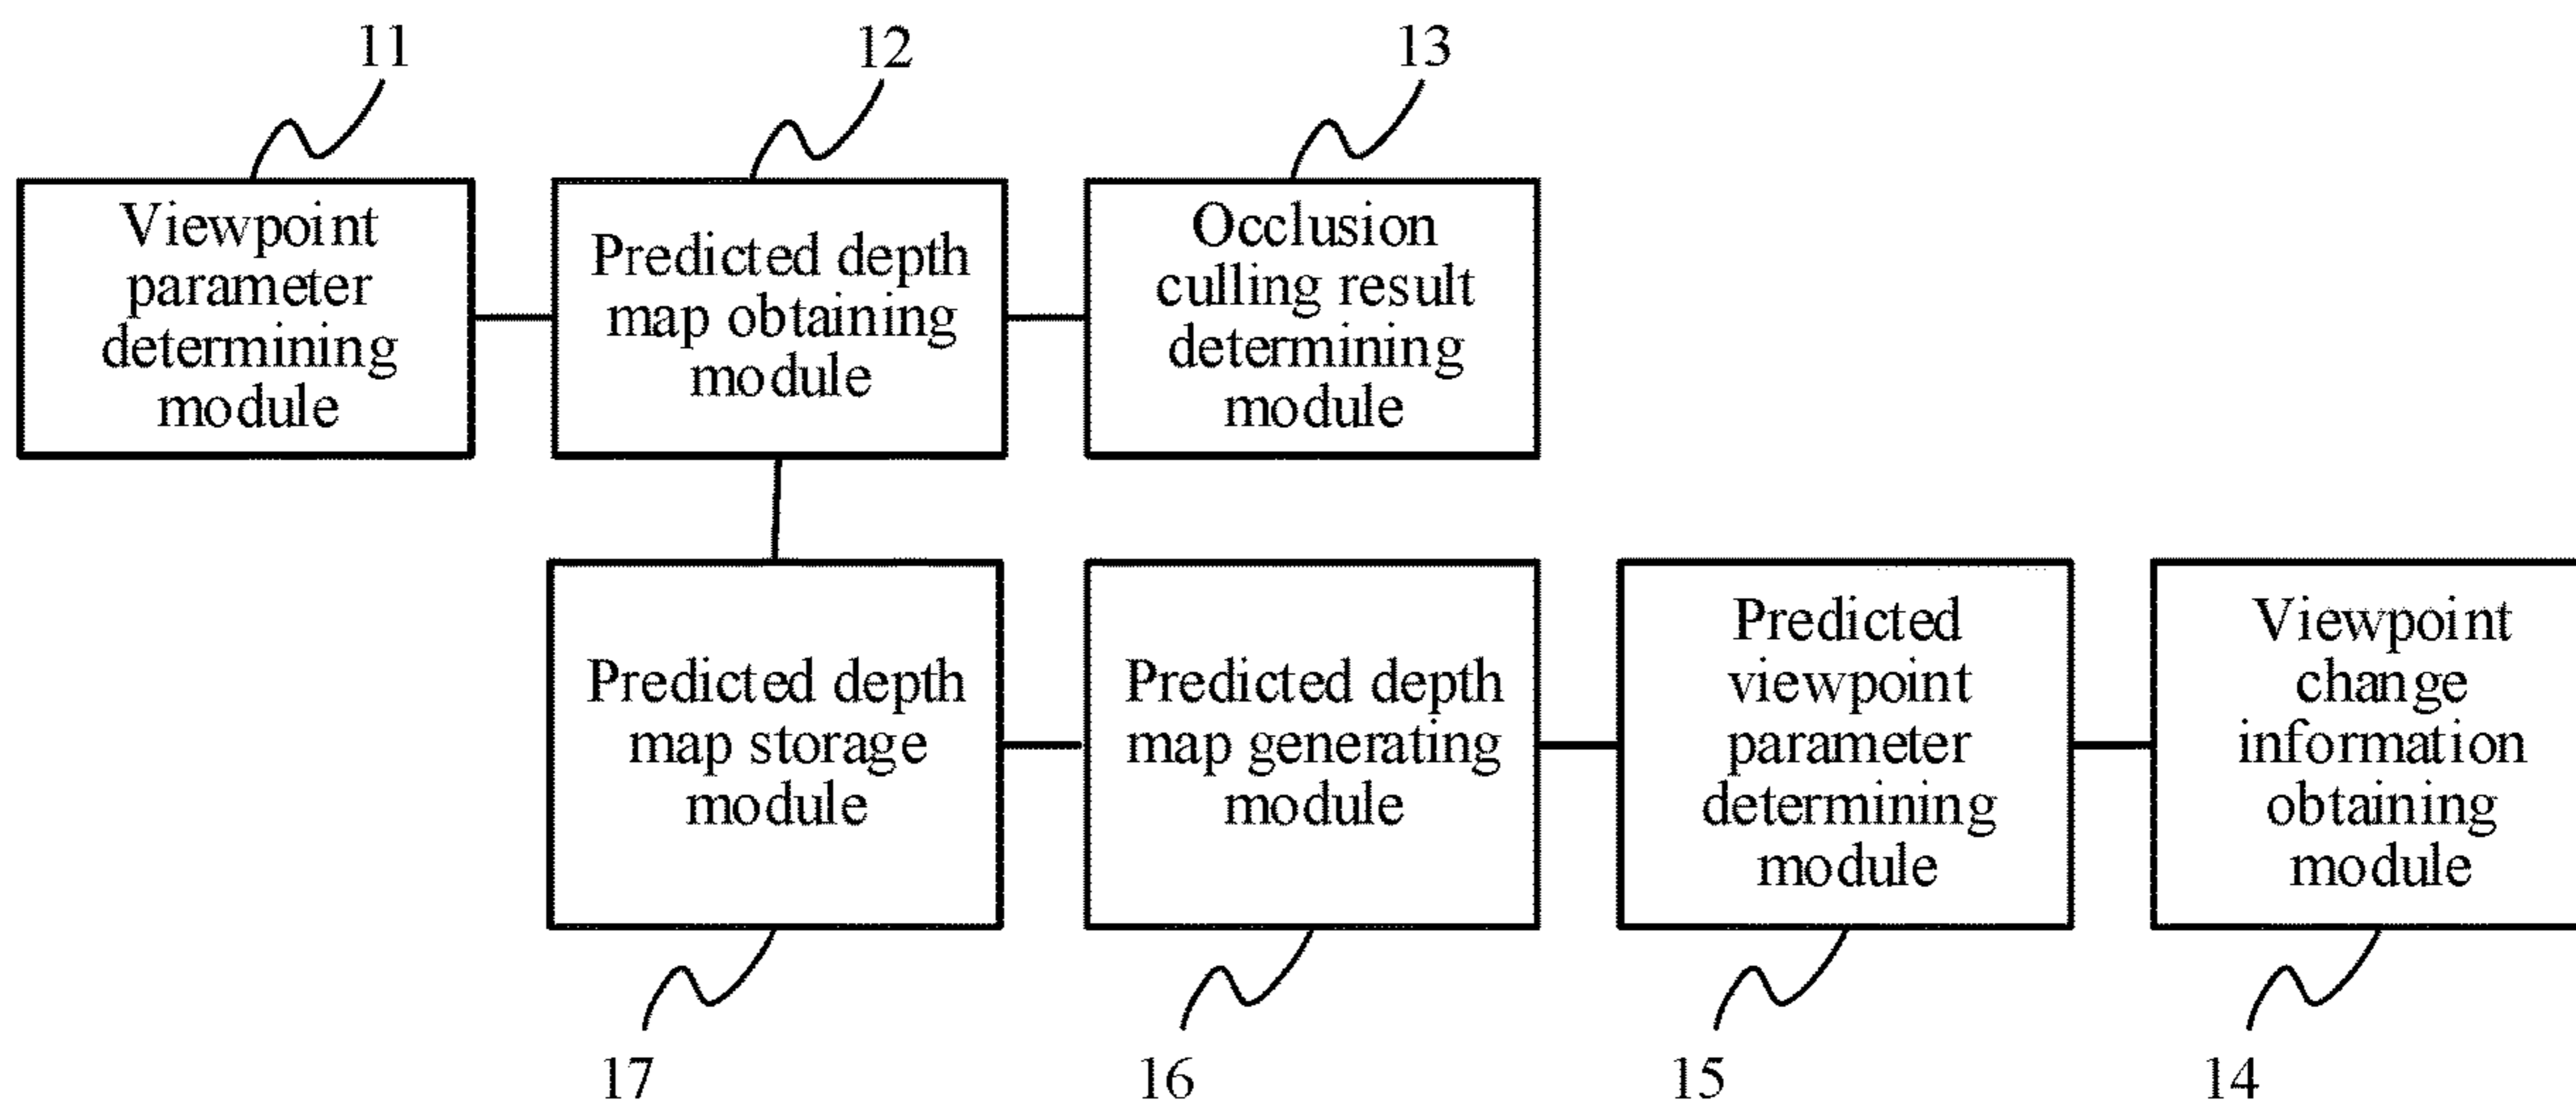 11
12
13
Viewpoint
parameter
determining
module
Predicted depth
map obtaining
module
Occlusion
culling result
determining
module
Predicted depth
map storage
module
Predicted depth
map generating
module
Predicted
viewpoint
parameter
determining
module
Viewpoint
change
information
obtaining
module
17
16
15
14